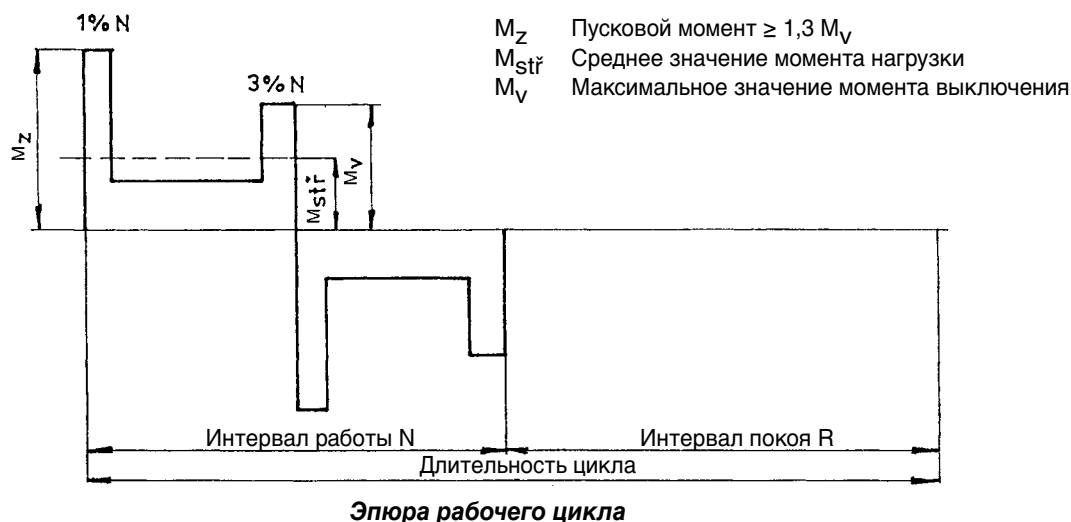 1% N
M_Z Пусковой момент ≥ 1,3 M_V
M_stř Среднее значение момента нагрузки
M_V Максимальное значение момента выключения
3% N
M_Z
M_stř
M_V
Интервал работы N
Интервал покоя R
Длительность цикла
Эпюра рабочего цикла